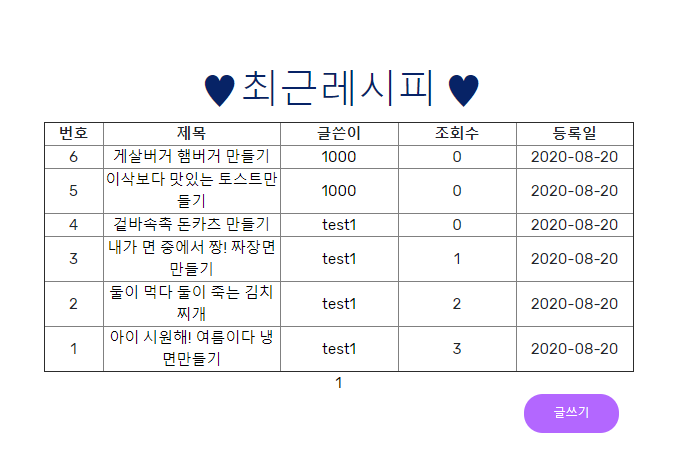 ♥최근레시피 ♥
번호 제목 글쓴이 조회수 등록일
6 게살버거 햄버거 만들기 1000 0 2020-08-20
이삭보다 맛있는 토스트만
5 1000 0 2020-08-20
들기
4 겉바속촉 돈카츠 만들기 test1 0 2020-08-20
내가 면 중에서 짱! 짜장면
3 test1 1 2020-08-20
만들기
둘이 먹다 둘이 죽는 김치
2 test1 2 2020-08-20
찌개
아이 시원해! 여름이다 냉
1 test1 3 2020-08-20
면만들기
1
글쓰기